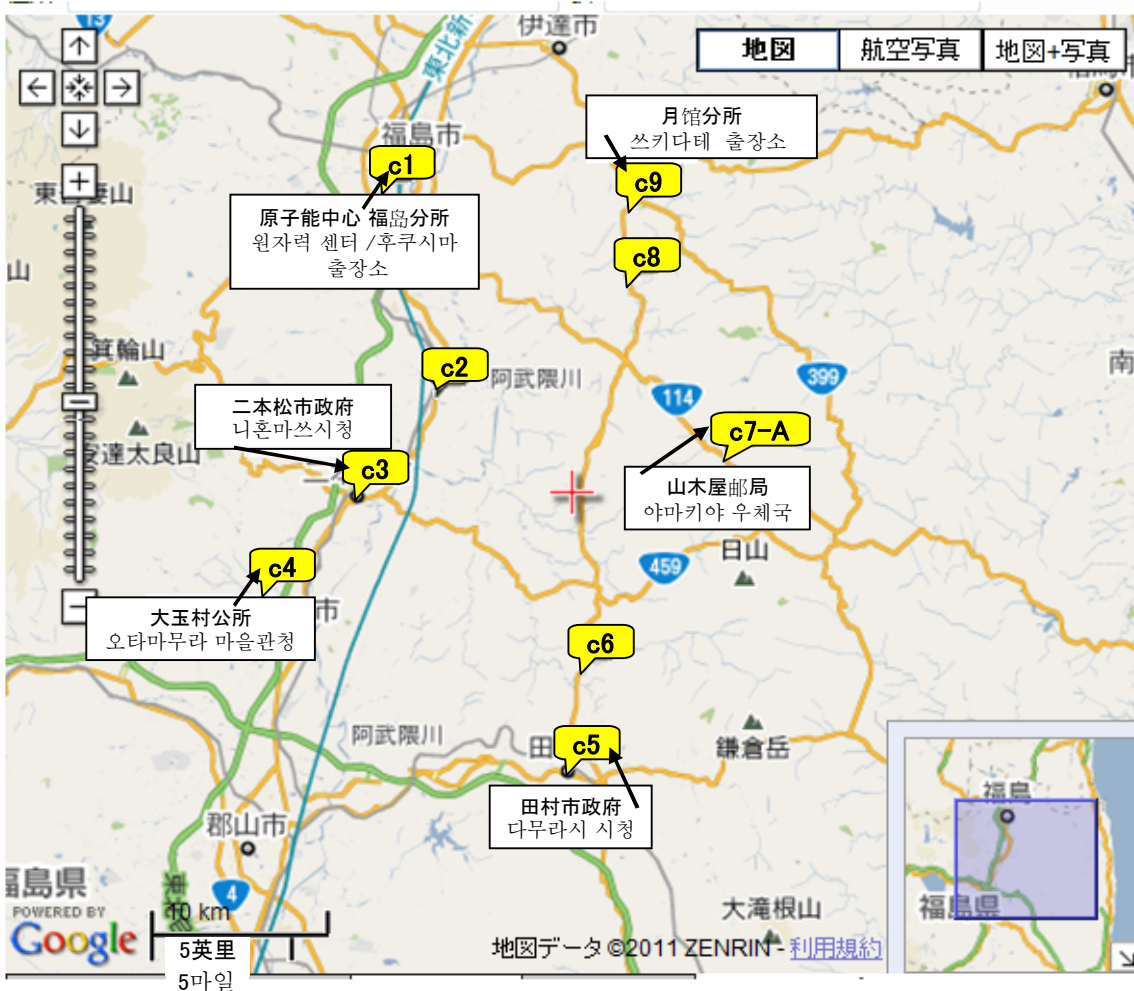 13
伊達市
東北新
地図
航空写真
地図+写真
福島市
月馆分所
쓰키다테 출장소
c1
c9
原子能中心 福岛分所
원자력 센터 /후쿠시마
출장소
山
c8
箕輪山
c2
阿武隈川
南
399
114
二本松市政府
니혼마쓰시청
c7-A
安達太良山
c3
山木屋邮局
야마키야 우체국
日山
459
c4
市
大玉村公所
오타마무라 마을관청
c6
阿武隈川
田
c5
鎌倉岳
田村市政府
다무라시 시청
福島
郡山市
福島県
4
福島県
大滝根山
POWERED BY
Google
10 km
5英里
5마일
地図データ ©2011 ZENRIN - 利用規約